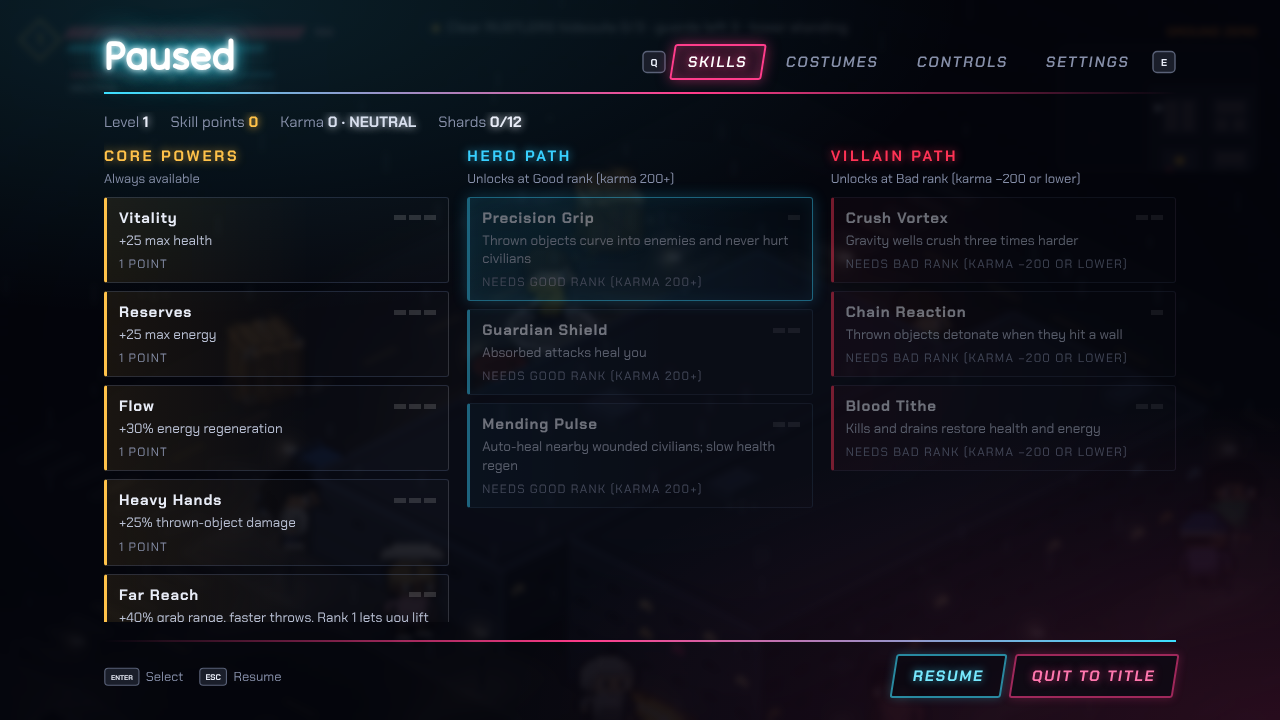 Paused
Q SKILLS COSTUMES CONTROLS SETTINGS E
Level 1 Skill points 0 Karma 0 · NEUTRAL Shards 0/12
CORE POWERS
Always available
Vitality
+25 max health
1 POINT
Reserves
+25 max energy
1 POINT
Flow
+30% energy regeneration
1 POINT
Heavy Hands
+25% thrown-object damage
1 POINT
Far Reach
+40% grab range, faster throws. Rank 1 lets you lift
HERO PATH
Unlocks at Good rank (karma 200+)
Precision Grip
Thrown objects curve into enemies and never hurt
civilians
NEEDS GOOD RANK (KARMA 200+)
Guardian Shield
Absorbed attacks heal you
NEEDS GOOD RANK (KARMA 200+)
Mending Pulse
Auto-heal nearby wounded civilians; slow health
regen
NEEDS GOOD RANK (KARMA 200+)
VILLAIN PATH
Unlocks at Bad rank (karma −200 or lower)
Crush Vortex
Gravity wells crush three times harder
NEEDS BAD RANK (KARMA −200 OR LOWER)
Chain Reaction
Thrown objects detonate when they hit a wall
NEEDS BAD RANK (KARMA −200 OR LOWER)
Blood Tithe
Kills and drains restore health and energy
NEEDS BAD RANK (KARMA −200 OR LOWER)
ENTER Select ESC Resume
RESUME QUIT TO TITLE